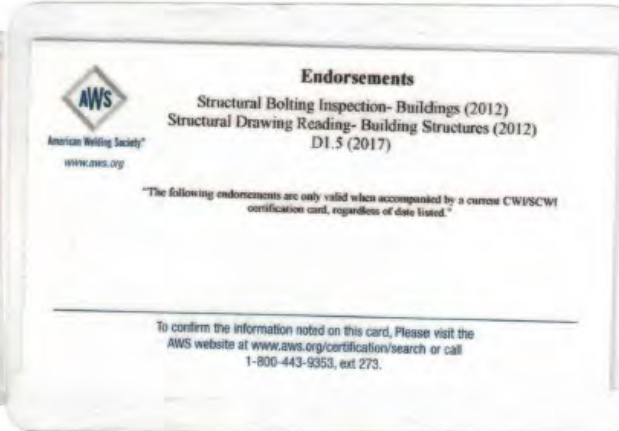 AWS
American Welding Society®
www.aws.org
Endorsements
Structural Bolting Inspection- Buildings (2012)
Structural Drawing Reading- Building Structures (2012)
D1.5 (2017)
"The following endorsements are only valid when accompanied by a current CWI/SCWI
certification card, regardless of date listed."
To confirm the information noted on this card, Please visit the
AWS website at www.aws.org/certification/search or call
1-800-443-9353, ext 273.